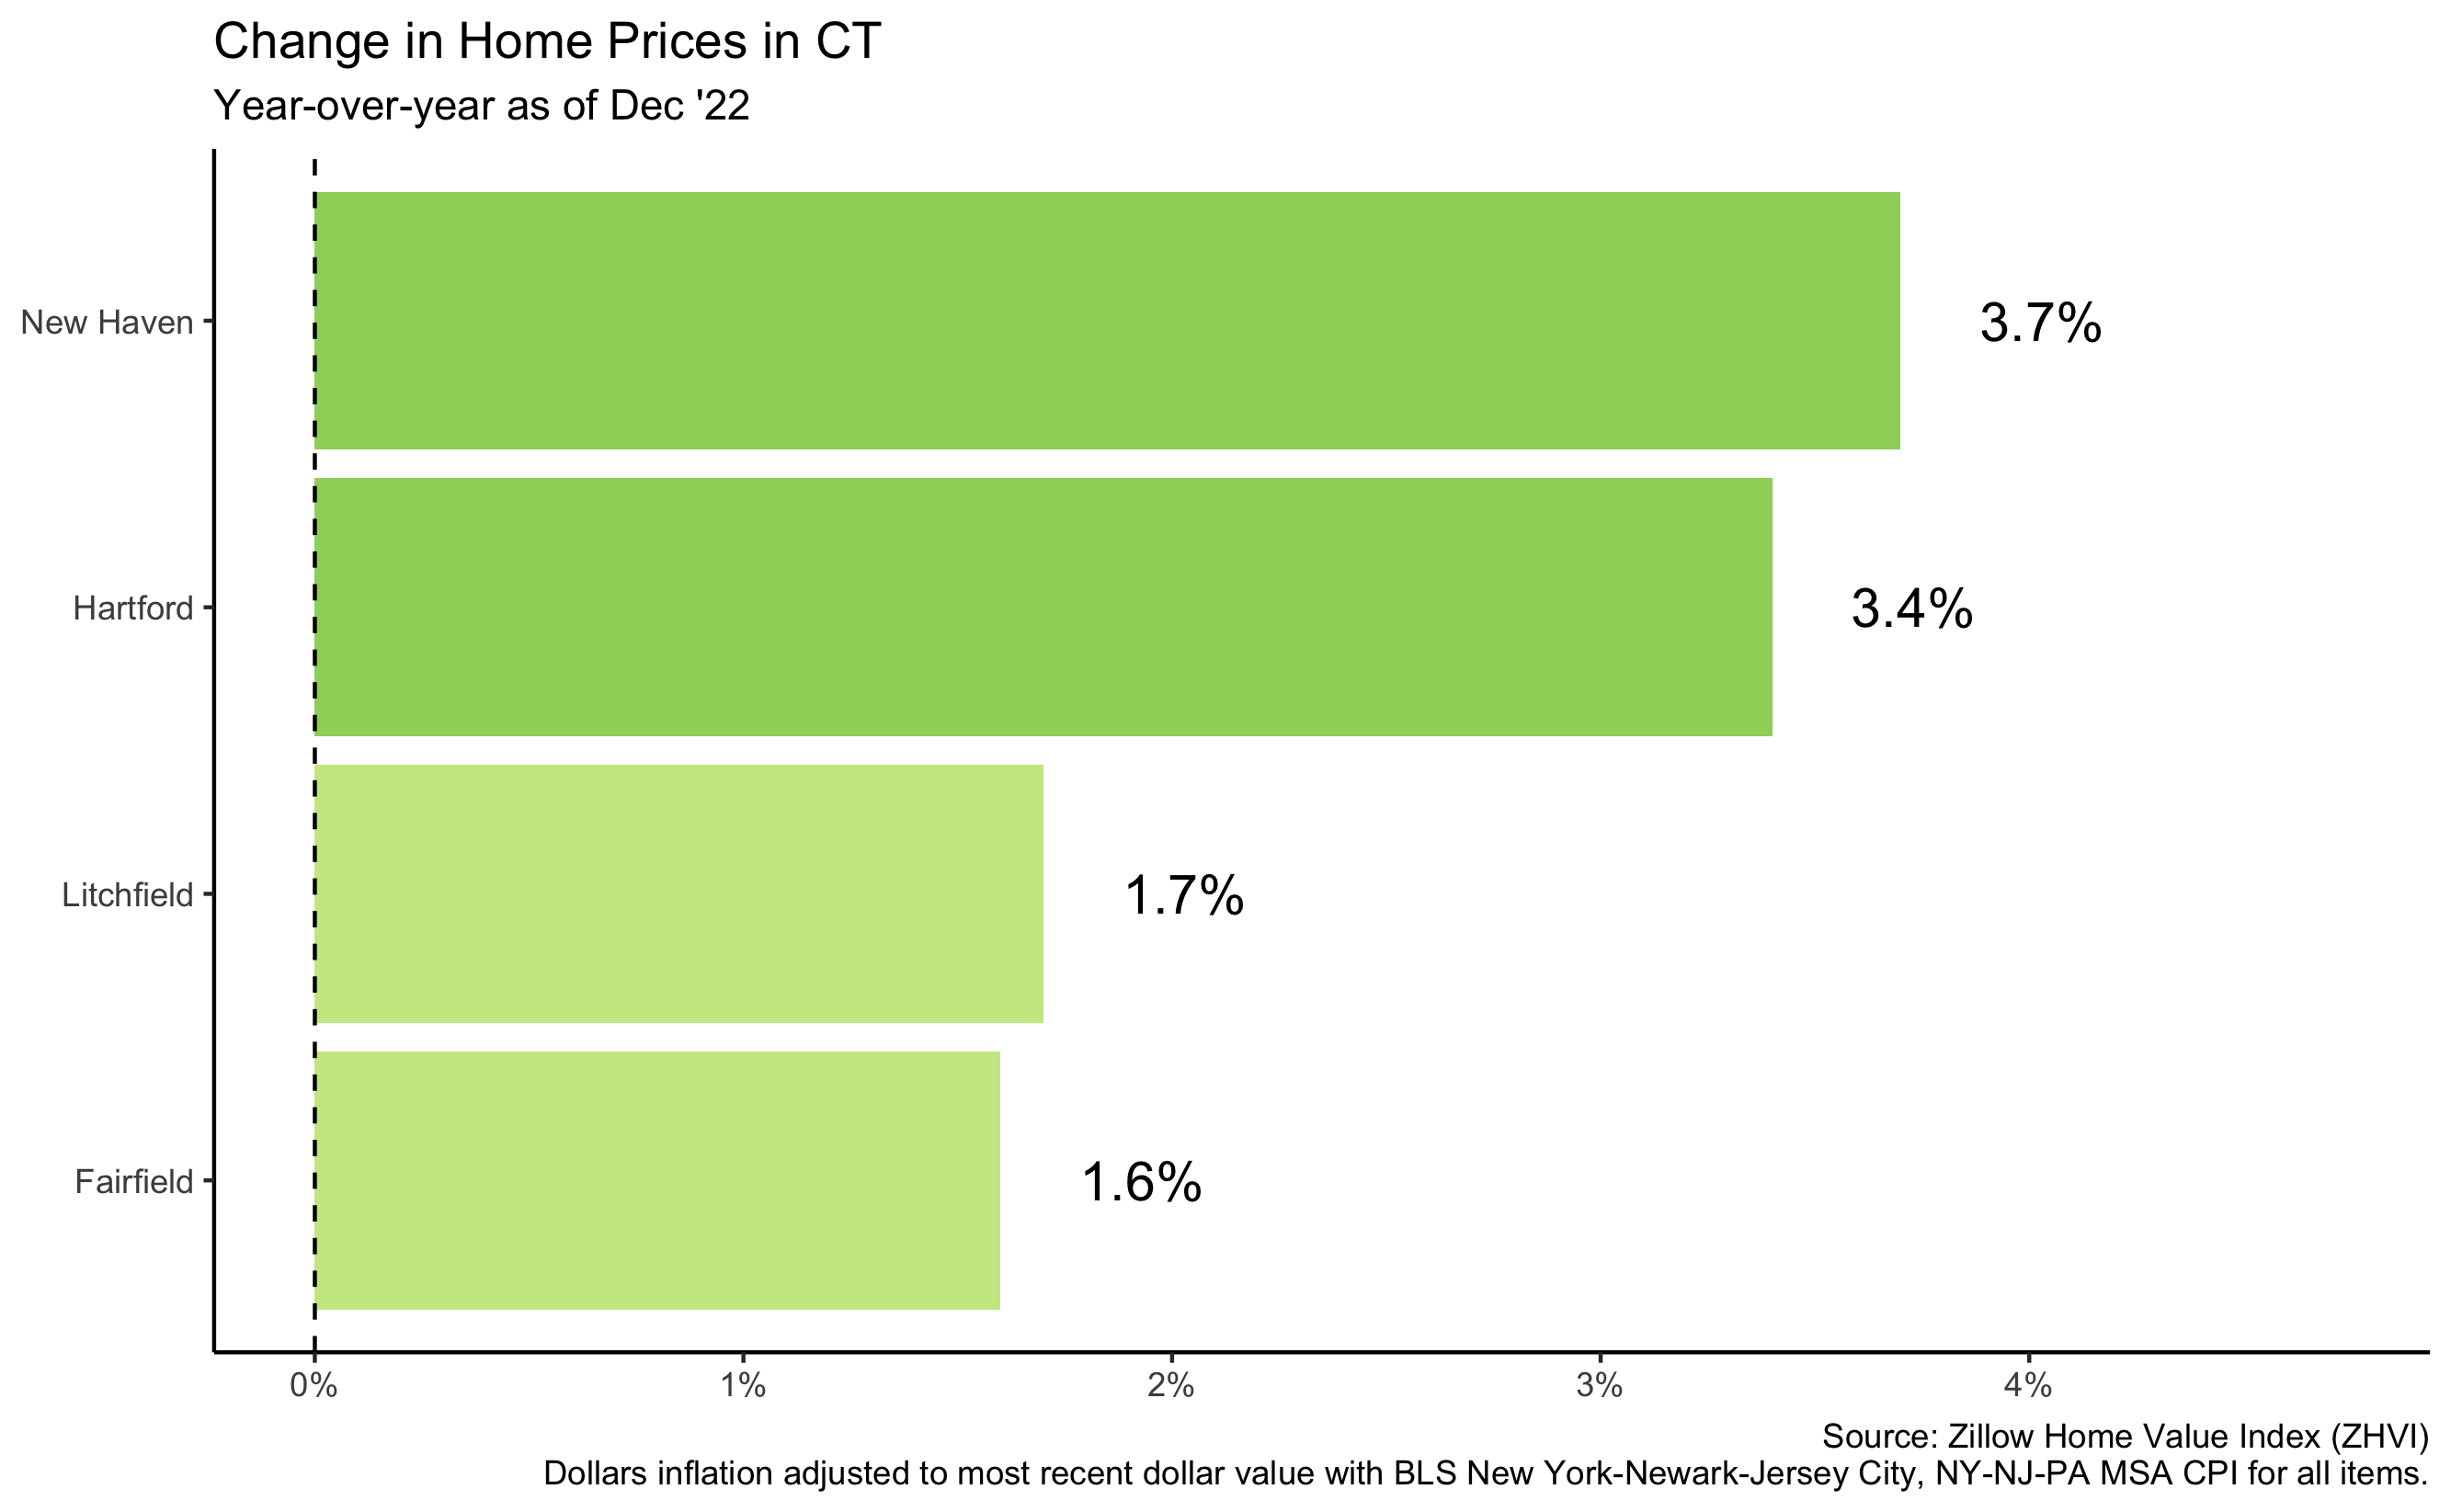 Change in Home Prices in CT
Year-over-year as of Dec '22
New Haven
3.7%
Hartford
3.4%
Litchfield
1.7%
Fairfield
1.6%
0%
1%
2%
3%
4%
Source: Zillow Home Value Index (ZHVI)
Dollars inflation adjusted to most recent dollar value with BLS New York-Newark-Jersey City, NY-NJ-PA MSA CPI for all items.